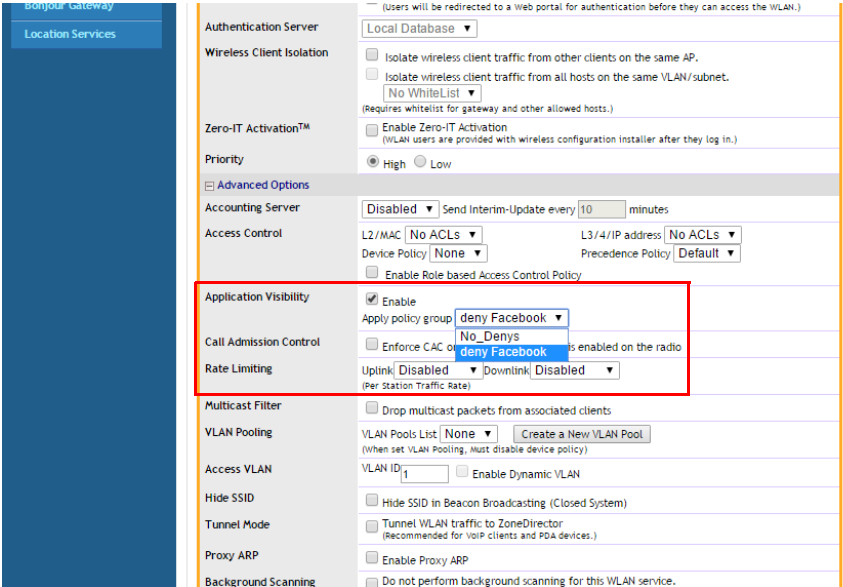 Bonjour Gateway
Location Services
(Users will be redirected to a Web portal for authentication before they can access the WLAN.)
Authentication Server
Local Database
Wireless Client Isolation
Isolate wireless client traffic from other clients on the same AP.
Isolate wireless client traffic from all hosts on the same VLAN/subnet.
No WhiteList
(Requires whitelist for gateway and other allowed hosts.)
Zero-IT Activation™
Enable Zero-IT Activation
(WLAN users are provided with wireless configuration installer after they log in.)
Priority
High Low
Advanced Options
Accounting Server
Disabled Send Interim-Update every 10 minutes
Access Control
L2/MAC No ACLs L3/4/IP address No ACLs
Device Policy None Precedence Policy Default
Enable Role based Access Control Policy
Application Visibility
Enable
Apply policy group deny Facebook
No_Denys
deny Facebook
Call Admission Control
Enforce CAC o is enabled on the radio
Rate Limiting
Uplink Disabled Downlink Disabled
(Per Station Traffic Rate)
Multicast Filter
Drop multicast packets from associated clients
VLAN Pooling
VLAN Pools List None Create a New VLAN Pool
(When set VLAN Pooling, Must disable device policy)
Access VLAN
VLAN ID 1 Enable Dynamic VLAN
Hide SSID
Hide SSID in Beacon Broadcasting (Closed System)
Tunnel Mode
Tunnel WLAN traffic to ZoneDirector
(Recommended for VoIP clients and PDA devices.)
Proxy ARP
Enable Proxy ARP
Background Scanning
Do not perform background scanning for this WLAN service.